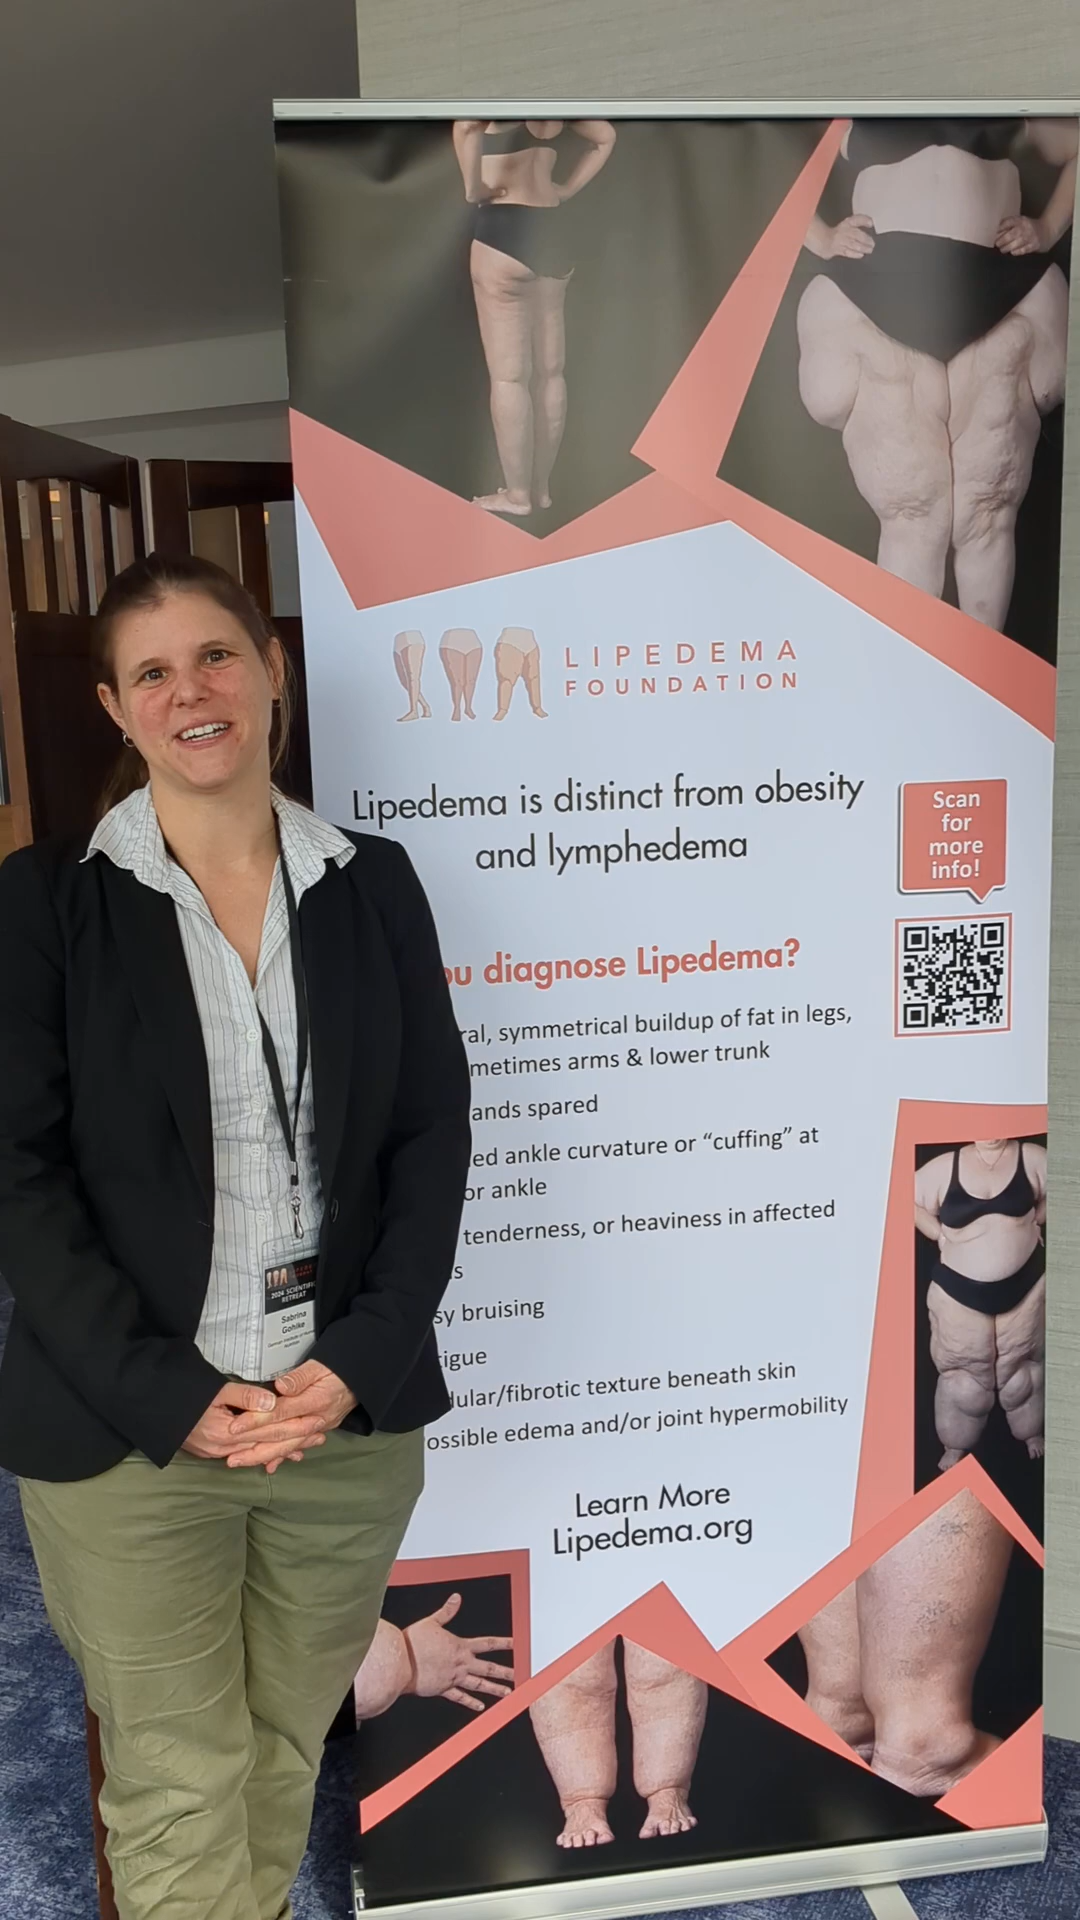 LIPEDEMA
FOUNDATION
Lipedema is distinct from obesity
and lymphedema
Scan
for
more
info!
ou diagnose Lipedema?
ral, symmetrical buildup of fat in legs,
metimes arms & lower trunk
ands spared
ed ankle curvature or “cuffing” at
or ankle
tenderness, or heaviness in affected
s
sy bruising
igue
dular/fibrotic texture beneath skin
ossible edema and/or joint hypermobility
Learn More
Lipedema.org
2024 SCIENTIFIC
RETREAT
Sabrina
Gohlke